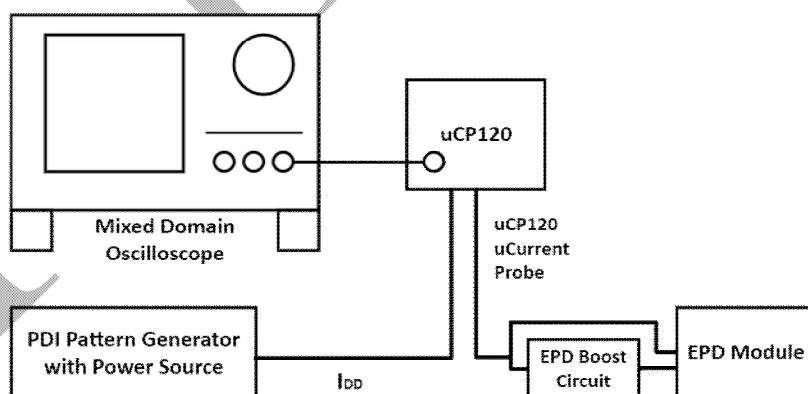 uCP120
Mixed Domain
Oscilloscope
uCP120
uCurrent
Probe
PDI Pattern Generator
with Power Source
IDD
EPD Boost
Circuit
EPD Module